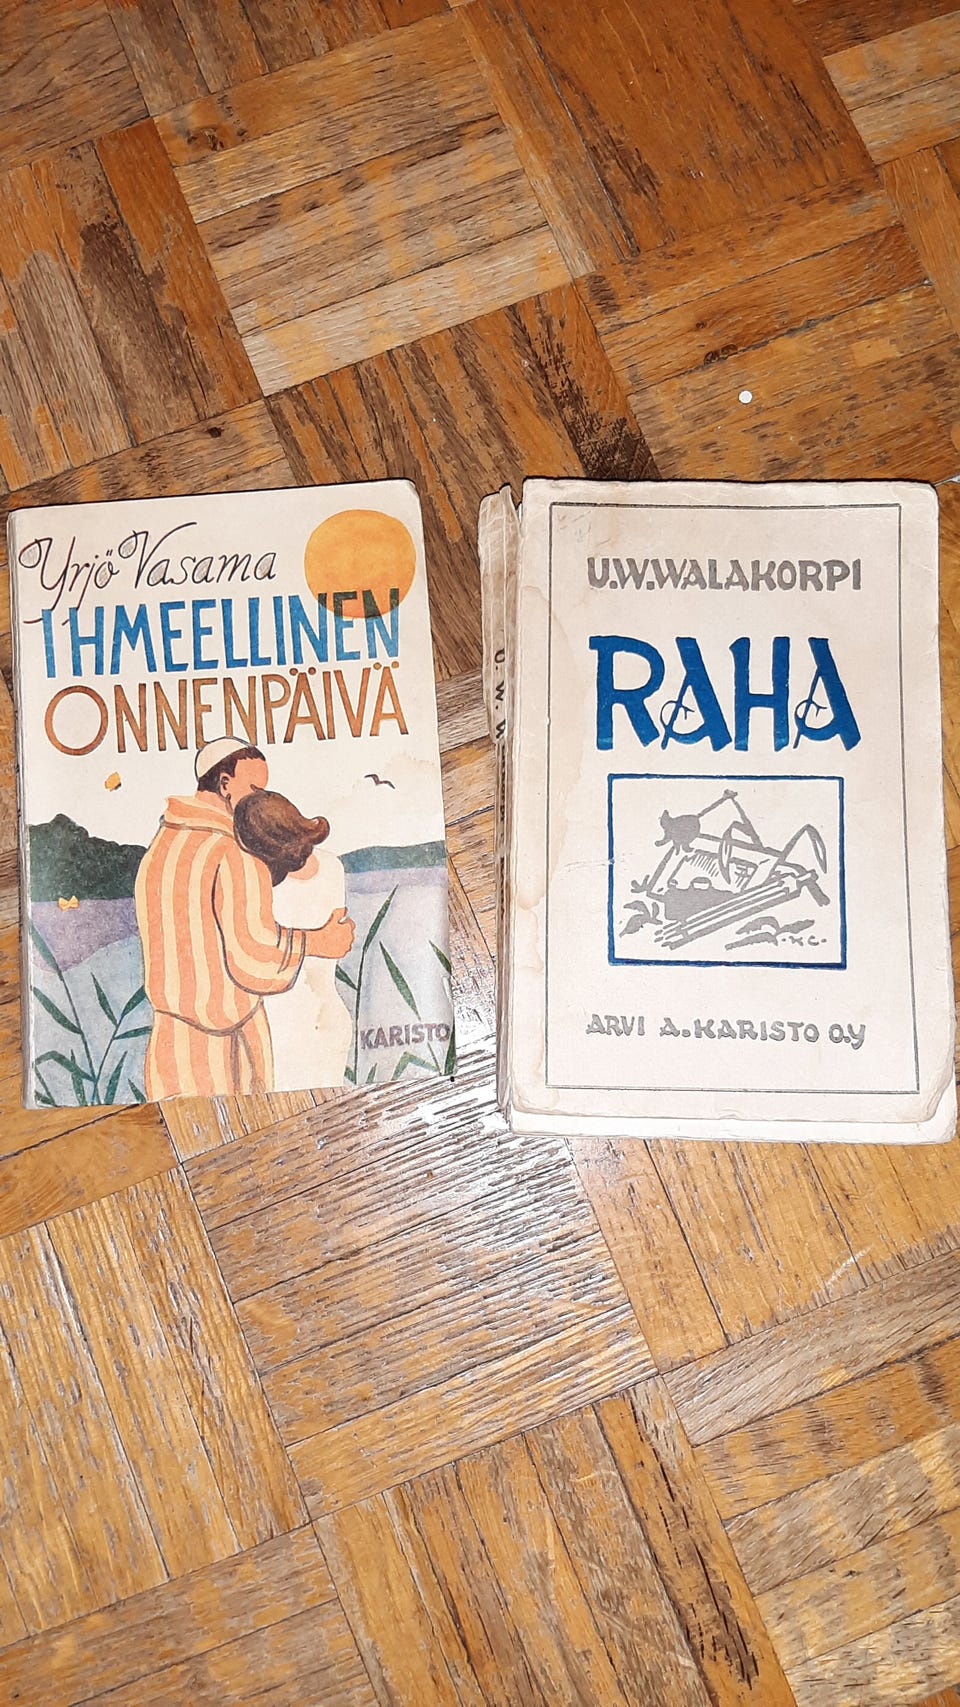 Yrjö Vasama
IHMEELLINEN
ONNENPÄIVÄ
KARISTO
U. W. W
U.W.WALAKORPI
RAHA
ARVI A. KARISTO O.Y